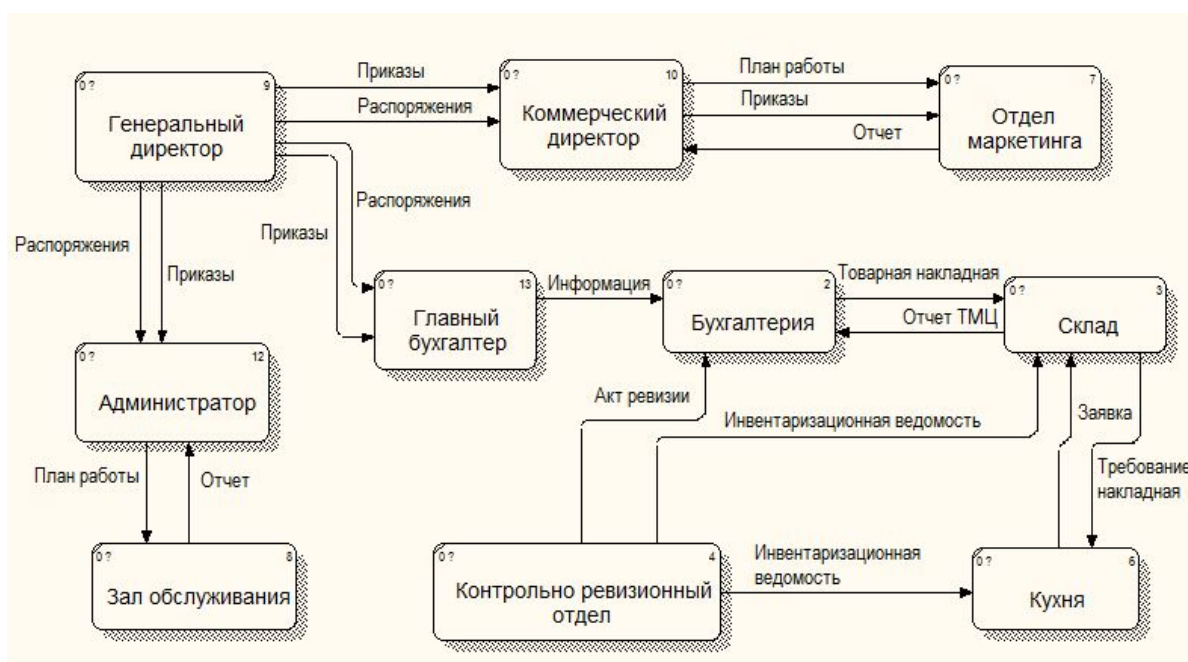 Приказы
План работы
0 ?
9
0 ?
10
0 ?
7
Распоряжения
Приказы
Генеральный
директор
Коммерческий
директор
Отдел
маркетинга
Отчет
Распоряжения
Приказы
Распоряжения
Приказы
0 ?
13
Информация
0 ?
2
Товарная накладная
0 ?
3
Главный
бухгалтер
Бухгалтерия
Отчет ТМЦ
Склад
0 ?
12
Администратор
Акт ревизии
Инвентаризационная ведомость
Заявка
План работы
Отчет
Требование
накладная
0 ?
8
Зал обслуживания
0 ?
4
Контрольно ревизионный
отдел
Инвентаризационная
ведомость
0 ?
6
Кухня